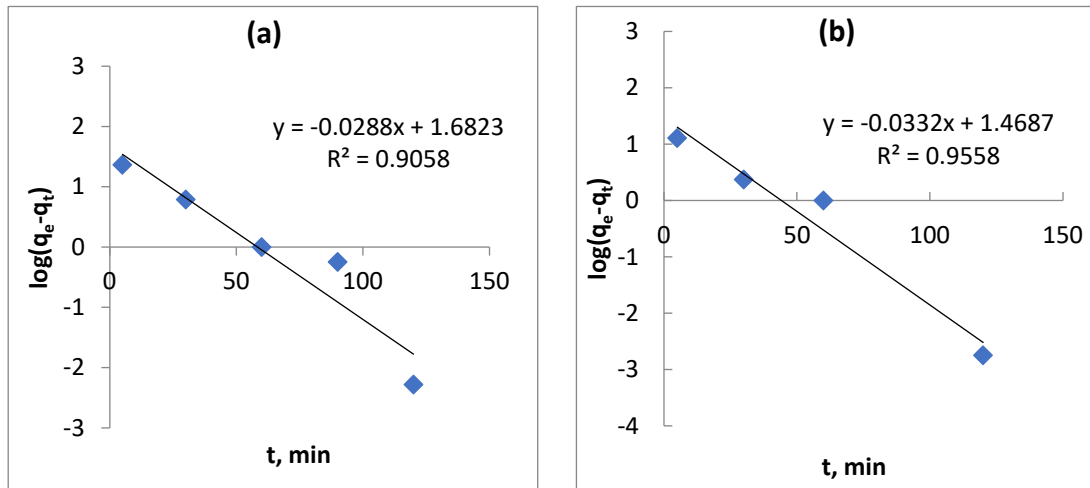 (a)
3
2
1
0
-1
-2
-3
0
50
100
150
y = -0.0288x + 1.6823
R² = 0.9058
log(qₑ-qₜ)
t, min
(b)
3
2
1
0
-1
-2
-3
-4
0
50
100
150
y = -0.0332x + 1.4687
R² = 0.9558
log(qₑ-qₜ)
t, min